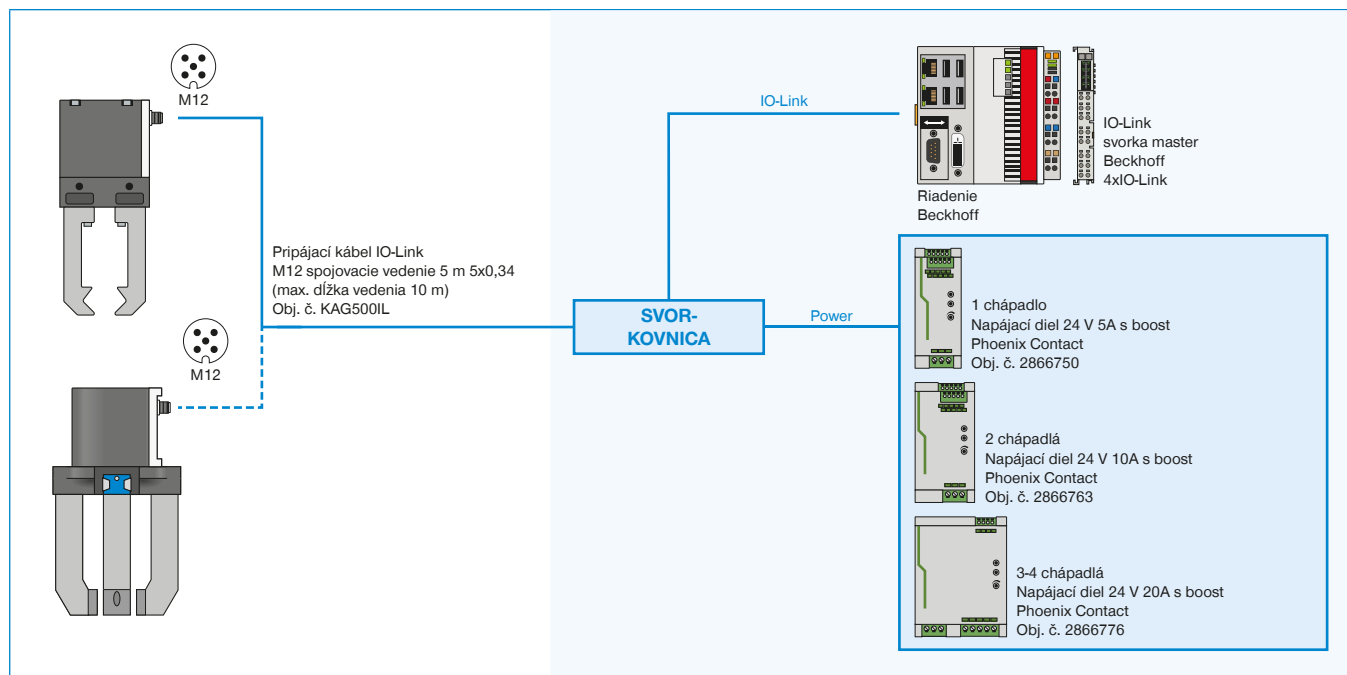 M12
Pripájací kábel IO-Link
M12 spojovacie vedenie 5 m 5x0,34
(max. dĺžka vedenia 10 m)
Obj. č. KAG500IL
M12
SVOR-
KOVNICA
IO-Link
Power
Riadenie
Beckhoff
IO-Link
svorka master
Beckhoff
4xIO-Link
1 chápadlo
Napájací diel 24 V 5A s boost
Phoenix Contact
Obj. č. 2866750
2 chápadlá
Napájací diel 24 V 10A s boost
Phoenix Contact
Obj. č. 2866763
3-4 chápadlá
Napájací diel 24 V 20A s boost
Phoenix Contact
Obj. č. 2866776